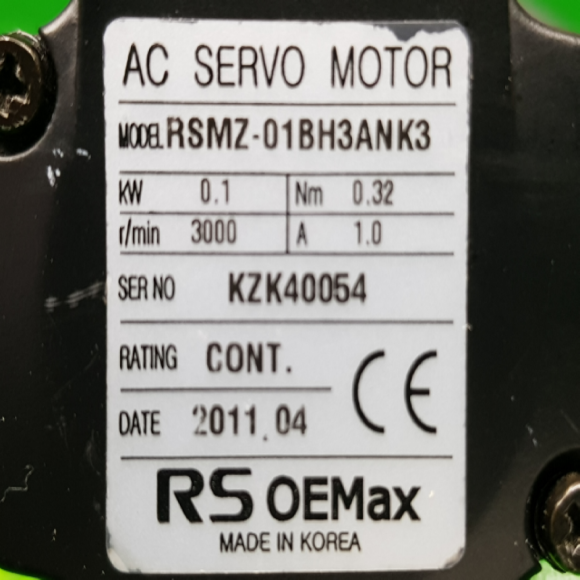 AC SERVO MOTOR
MODEL RSMZ-01BH3ANK3
kW 0.1 Nm 0.32
r/min 3000 A 1.0
SER NO KZK40054
RATING CONT.
CE
DATE 2011.04
RS OEMax
MADE IN KOREA